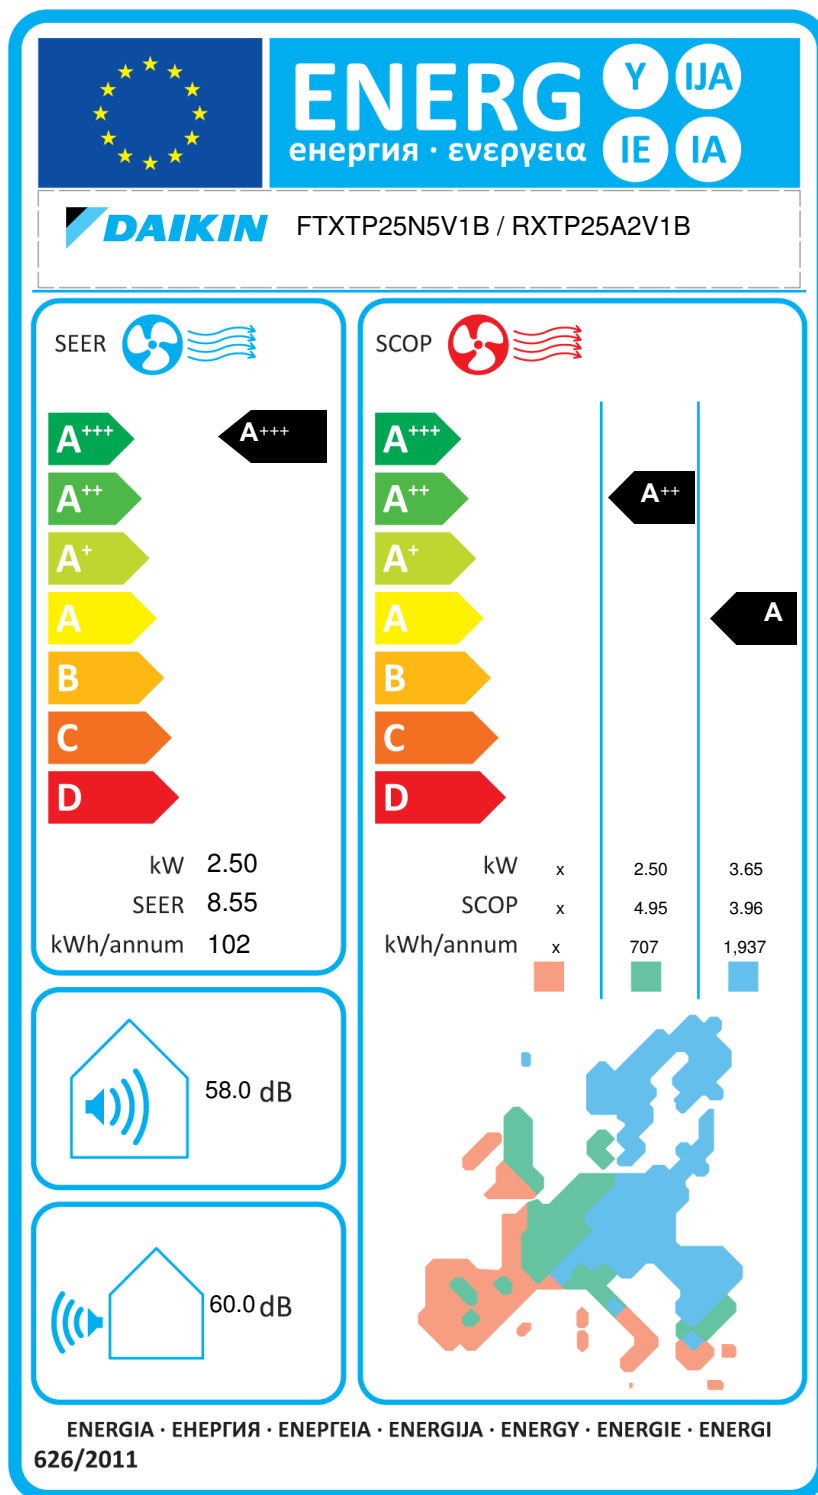 ENERG
енергия · ενεργεια
Y IJA
IE IA
DAIKIN FTXTP25N5V1B / RXTP25A2V1B
SEER
A+++ A+++
A++
A+
A
B
C
D
kW 2.50
SEER 8.55
kWh/annum 102
SCOP
A+++
A++ A++
A+
A A
B
C
D
kW x 2.50 3.65
SCOP x 4.95 3.96
kWh/annum x 707 1,937
58.0 dB
60.0 dB
ENERGIA · ЕНЕРГИЯ · ΕΝΕΡΓΕΙΑ · ENERGIJA · ENERGY · ENERGIE · ENERGI
626/2011